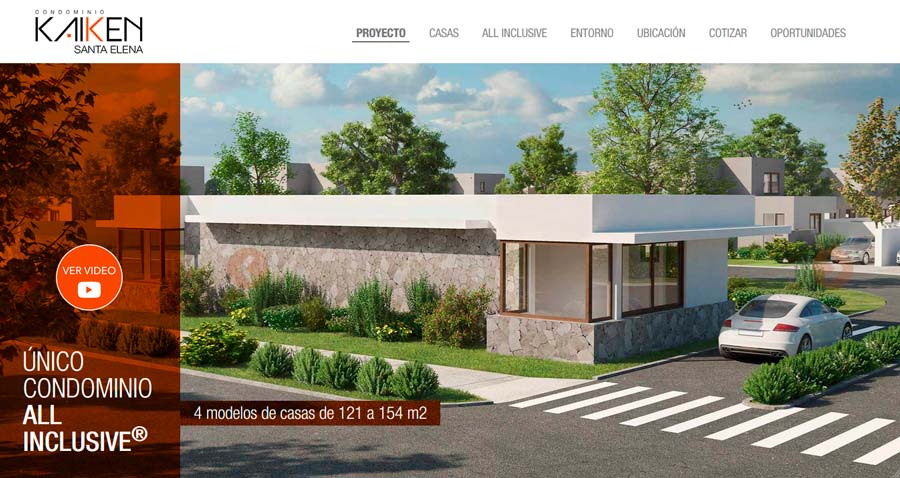 CONDOMINIO
KAIKEN
SANTA ELENA
PROYECTO CASAS ALL INCLUSIVE ENTORNO UBICACIÓN COTIZAR OPORTUNIDADES
VER VIDEO
ÚNICO
CONDOMINIO
ALL
INCLUSIVE®
4 modelos de casas de 121 a 154 m2